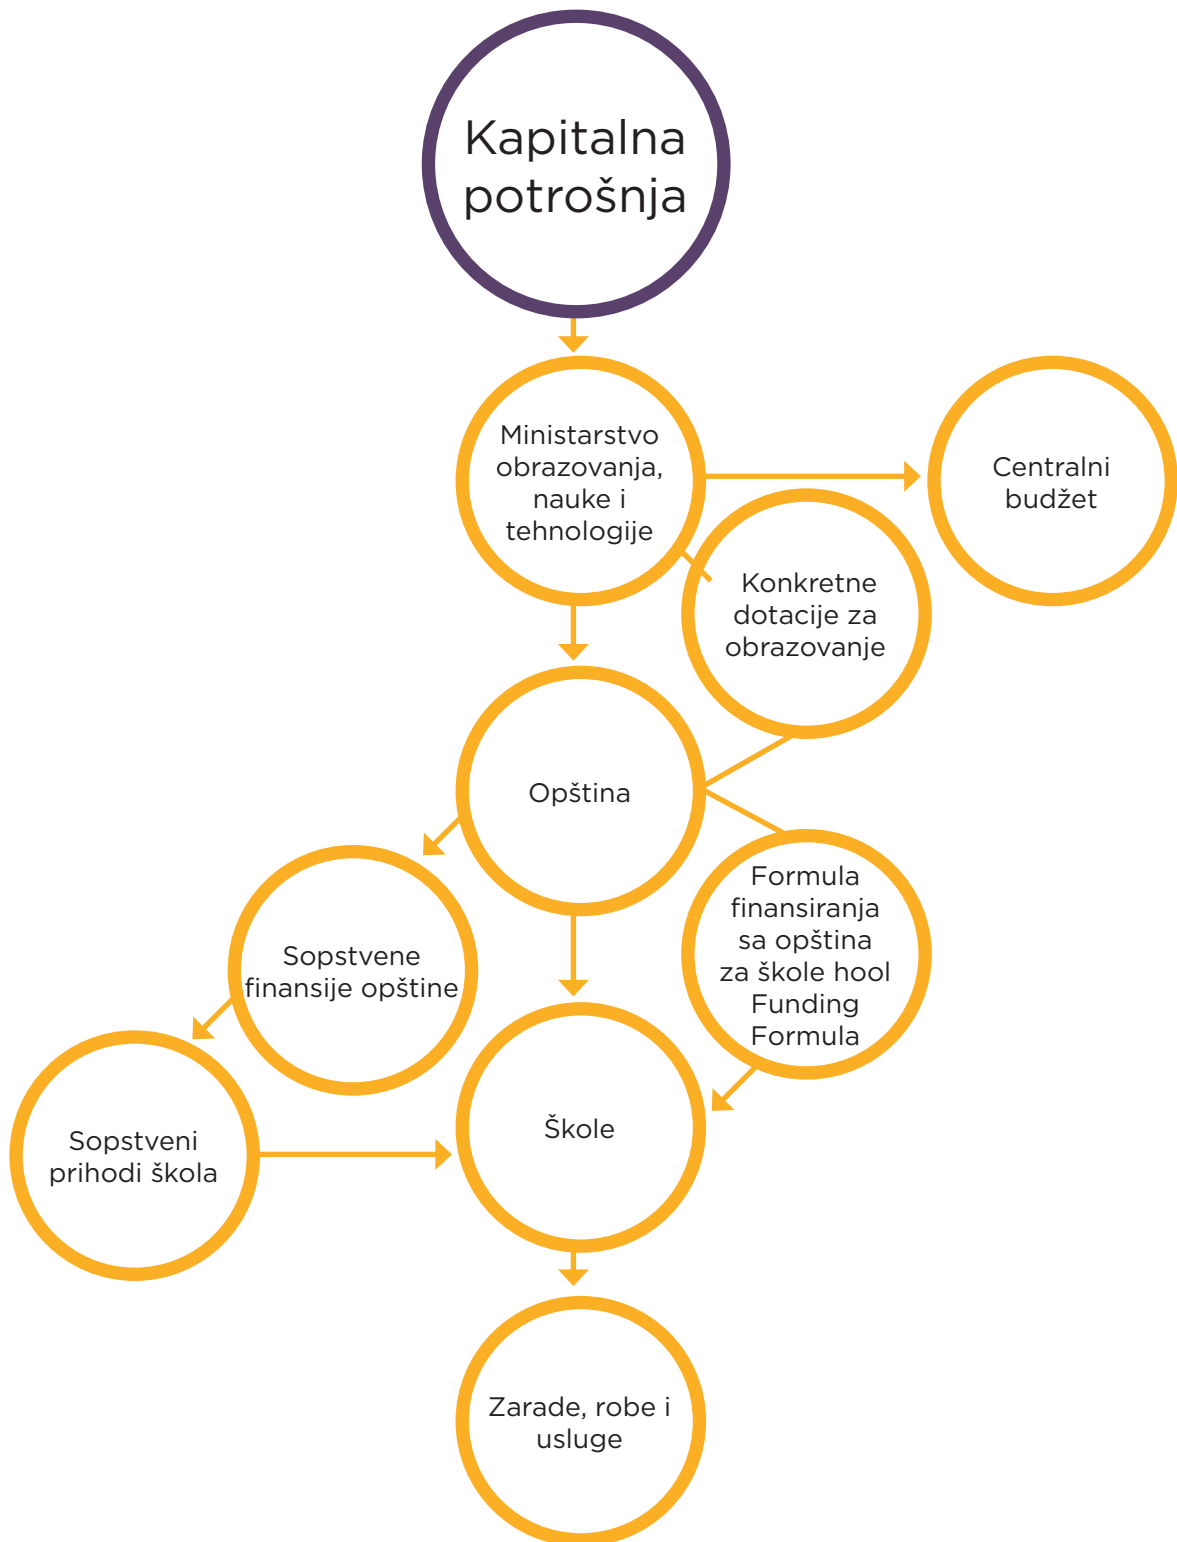 Kapitalna
potrošnja
Ministarstvo
obrazovanja,
nauke i
tehnologije
Centralni
budžet
Konkretne
dotacije za
obrazovanje
Opština
Formula
finansiranja
sa opština
za škole hool
Funding
Formula
Sopstvene
finansije opštine
Škole
Sopstveni
prihodi škola
Zarade, robe i
usluge